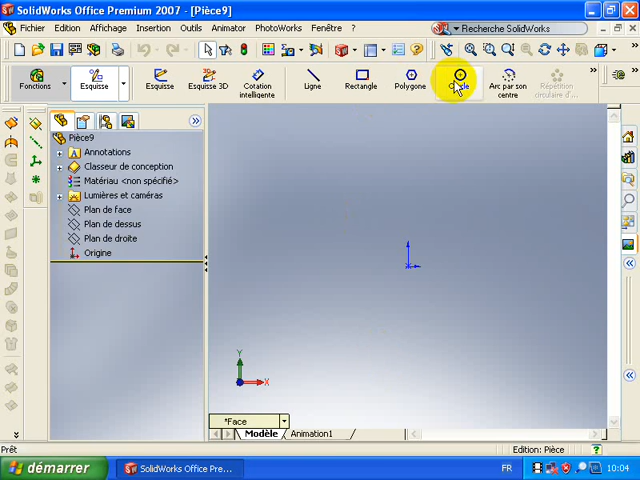 SolidWorks Office Premium 2007 - [Pièce9]
Fichier Edition Affichage Insertion Outils Animator PhotoWorks Fenêtre ? Recherche SolidWorks
Fonctions Esquisse Esquisse Esquisse 3D Cotation intelligente Ligne Rectangle Polygone Cercle Arc par son centre Répétition circulaire d'...
Pièce9
Annotations
Classeur de conception
Matériau <non spécifié>
Lumières et caméras
Plan de face
Plan de dessus
Plan de droite
Origine
Y
X
*Face
Modèle Animation1
Prêt Edition: Pièce
démarrer SolidWorks Office Pre... FR 10:04